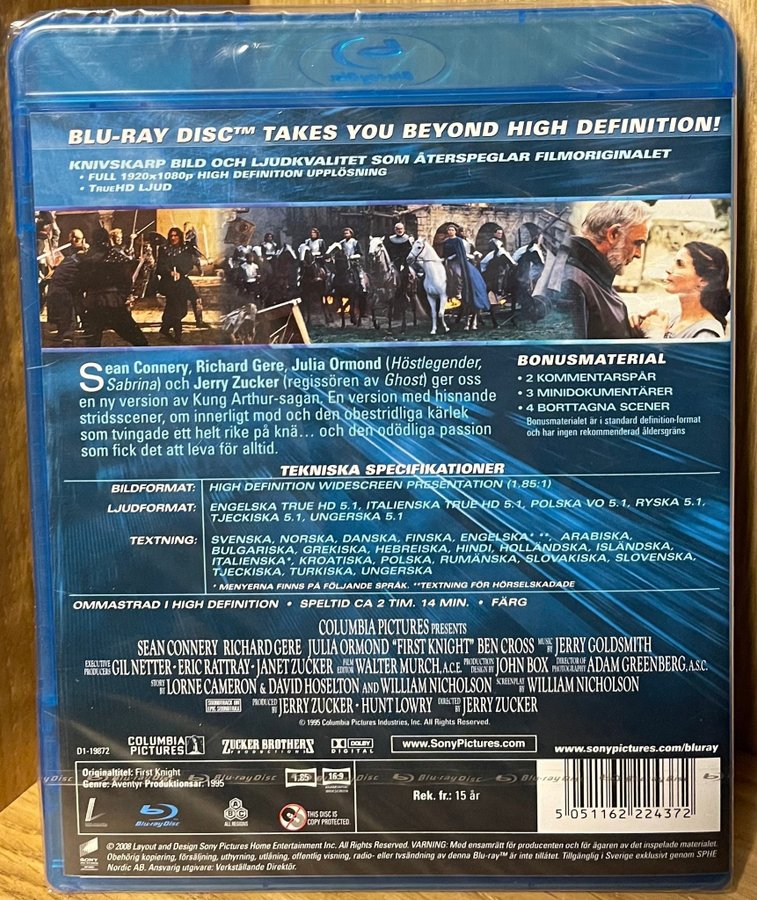 BLU-RAY DISC™ TAKES YOU BEYOND HIGH DEFINITION!
KNIVSKARP BILD OCH LJUDKVALITET SOM ÅTERSPEGLAR FILMORIGINALET
• FULL 1920x1080p HIGH DEFINITION UPPLÖSNING
• TRUEHD LJUD
Sean Connery, Richard Gere, Julia Ormond (Höstlegender,
Sabrina) och Jerry Zucker (regissören av Ghost) ger oss
en ny version av Kung Arthur-sagan. En version med hisnande
stridsscener, om innerligt mod och den obestridliga kärlek
som tvingade ett helt rike på knä... och den odödliga passion
som fick det att leva för alltid.
BONUSMATERIAL
• 2 KOMMENTARSPÅR
• 3 MINIDOKUMENTÄRER
• 4 BORTTAGNA SCENER
Bonusmaterialet är i standard definition-format
och har ingen rekommenderad åldersgräns
TEKNISKA SPECIFIKATIONER
BILDFORMAT: HIGH DEFINITION WIDESCREEN PRESENTATION (1.85:1)
LJUDFORMAT: ENGELSKA TRUE HD 5.1, ITALIENSKA TRUE HD 5.1, POLSKA VO 5.1, RYSKA 5.1,
TJECKISKA 5.1, UNGERSKA 5.1
TEXTNING: SVENSKA, NORSKA, DANSKA, FINSKA, ENGELSKA* **, ARABISKA,
BULGARISKA, GREKISKA, HEBREISKA, HINDI, HOLLÄNDSKA, ISLÄNDSKA,
ITALIENSKA*, KROATISKA, POLSKA, RUMÄNSKA, SLOVAKISKA, SLOVENSKA,
TJECKISKA, TURKISKA, UNGERSKA
* MENYERNA FINNS PÅ FÖLJANDE SPRÅK. **TEXTNING FÖR HÖRSELSKADADE
OMMASTRAD I HIGH DEFINITION • SPELTID CA 2 TIM. 14 MIN. • FÄRG
COLUMBIA PICTURES PRESENTS
SEAN CONNERY RICHARD GERE JULIA ORMOND "FIRST KNIGHT" BEN CROSS MUSIC BY JERRY GOLDSMITH
EXECUTIVE PRODUCERS GIL NETTER • ERIC RATTRAY • JANET ZUCKER FILM EDITOR WALTER MURCH, A.C.E. PRODUCTION DESIGN BY JOHN BOX DIRECTOR OF PHOTOGRAPHY ADAM GREENBERG, A.S.C.
STORY BY LORNE CAMERON & DAVID HOSELTON AND WILLIAM NICHOLSON SCREENPLAY BY WILLIAM NICHOLSON
SOUNDTRACK ON EPIC SOUNDTRAX PRODUCED BY JERRY ZUCKER • HUNT LOWRY DIRECTED BY JERRY ZUCKER
© 1995 Columbia Pictures Industries, Inc. All Rights Reserved.
D1-19872
COLUMBIA PICTURES
ZUCKER BROTHERS PRODUCTIONS
DOLBY DIGITAL
www.SonyPictures.com
www.sonypictures.com/bluray
Originaltitel: First Knight
Genre: Äventyr Produktionsår: 1995
1.85
16:9
Blu-ray Disc
L
Blu-ray Disc
ABC
ALL REGIONS
THIS DISC IS
COPY PROTECTED
Rek. fr.: 15 år
5 051162 224372
SONY
PICTURES
© 2008 Layout and Design Sony Pictures Home Entertainment Inc. All Rights Reserved. VARNING: Med ensamrätt för producenten och för ägaren av det inspelade materialet.
Obehörig kopiering, försäljning, uthyrning, utlåning, offentlig visning, radio- eller tvsändning av denna Blu-ray™ är inte tillåtet. Tillgänglig i Sverige exklusivt genom SPHE
Nordic AB. Ansvarig utgivare: Verkställande Direktör.